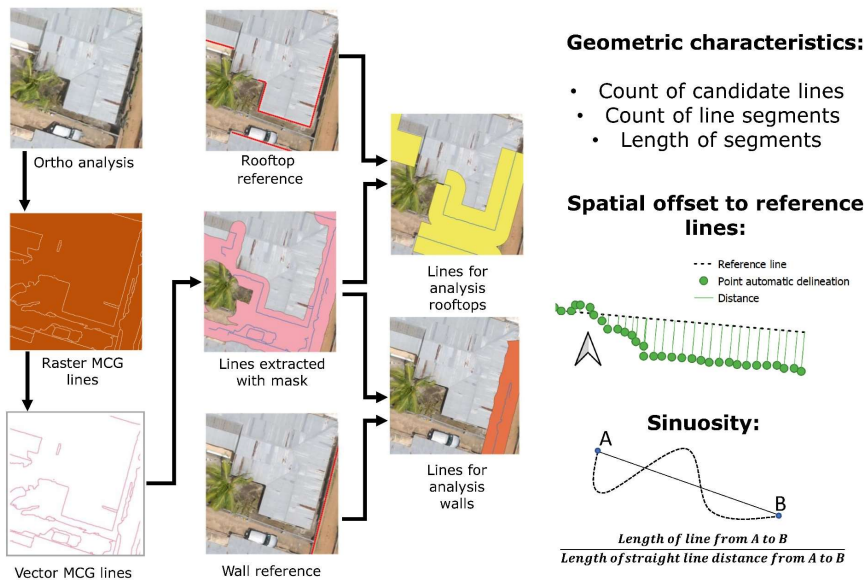 Ortho analysis
Rooftop
reference
Raster MCG
lines
Lines extracted
with mask
Lines for
analysis
rooftops
Vector MCG lines
Wall reference
Lines for
analysis
walls
Geometric characteristics:
• Count of candidate lines
• Count of line segments
• Length of segments
Spatial offset to reference
lines:
Reference line
Point automatic delineation
Distance
Sinuosity:
A
B
Length of line from A to B
Length of straight line distance from A to B